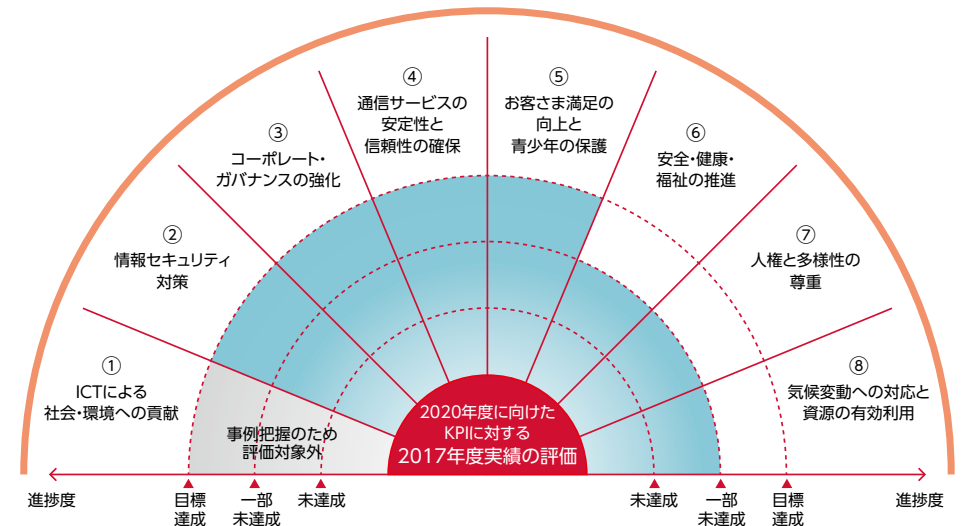 ①
ICTによる
社会・環境への貢献
②
情報セキュリティ
対策
③
コーポレート・
ガバナンスの強化
④
通信サービスの
安定性と
信頼性の確保
⑤
お客さま満足の
向上と
青少年の保護
⑥
安全・健康・
福祉の推進
⑦
人権と多様性の
尊重
⑧
気候変動への対応と
資源の有効利用
事例把握のため
評価対象外
2020年度に向けた
KPIに対する
2017年度実績の評価
進捗度
目標
達成
一部
未達成
未達成
未達成
一部
未達成
目標
達成
進捗度